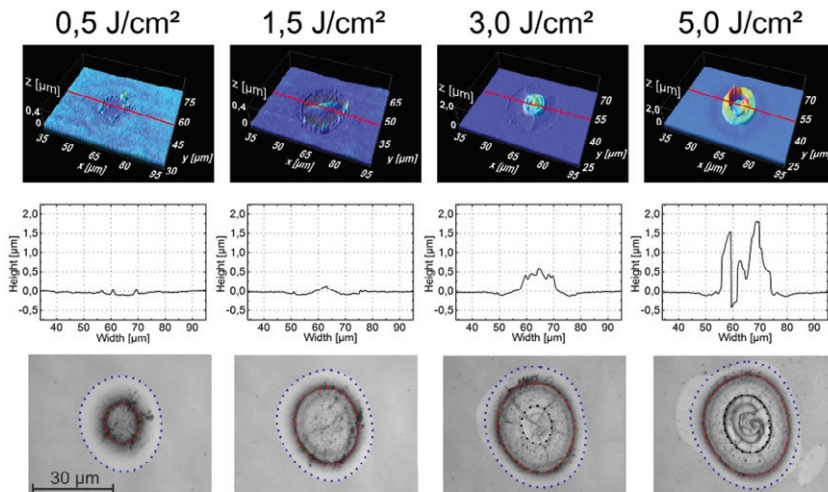 0,5 J/cm² 1,5 J/cm² 3,0 J/cm² 5,0 J/cm²
z [µm] 0,4 0 35 50 65 80 95 x [µm] 30 45 60 75 y [µm]
z [µm] 0,4 0 35 50 65 80 95 x [µm] 25 40 55 70 y [µm]
z [µm] 2,0 0 35 50 65 80 95 x [µm] 25 40 55 70 y [µm]
z [µm] 2,0 0 35 50 65 80 95 x [µm] 25 40 55 65 y [µm]
Height [µm] 2,0 1,5 1,0 0,5 0,0 -0,5
40 50 60 70 80 90
Width [µm]
Height [µm] 2,0 1,5 1,0 0,5 0,0 -0,5
40 50 60 70 80 90
Width [µm]
Height [µm] 2,0 1,5 1,0 0,5 0,0 -0,5
40 50 60 70 80 90
Width [µm]
Height [µm] 2,0 1,5 1,0 0,5 0,0 -0,5
40 50 60 70 80 90
Width [µm]
30 µm